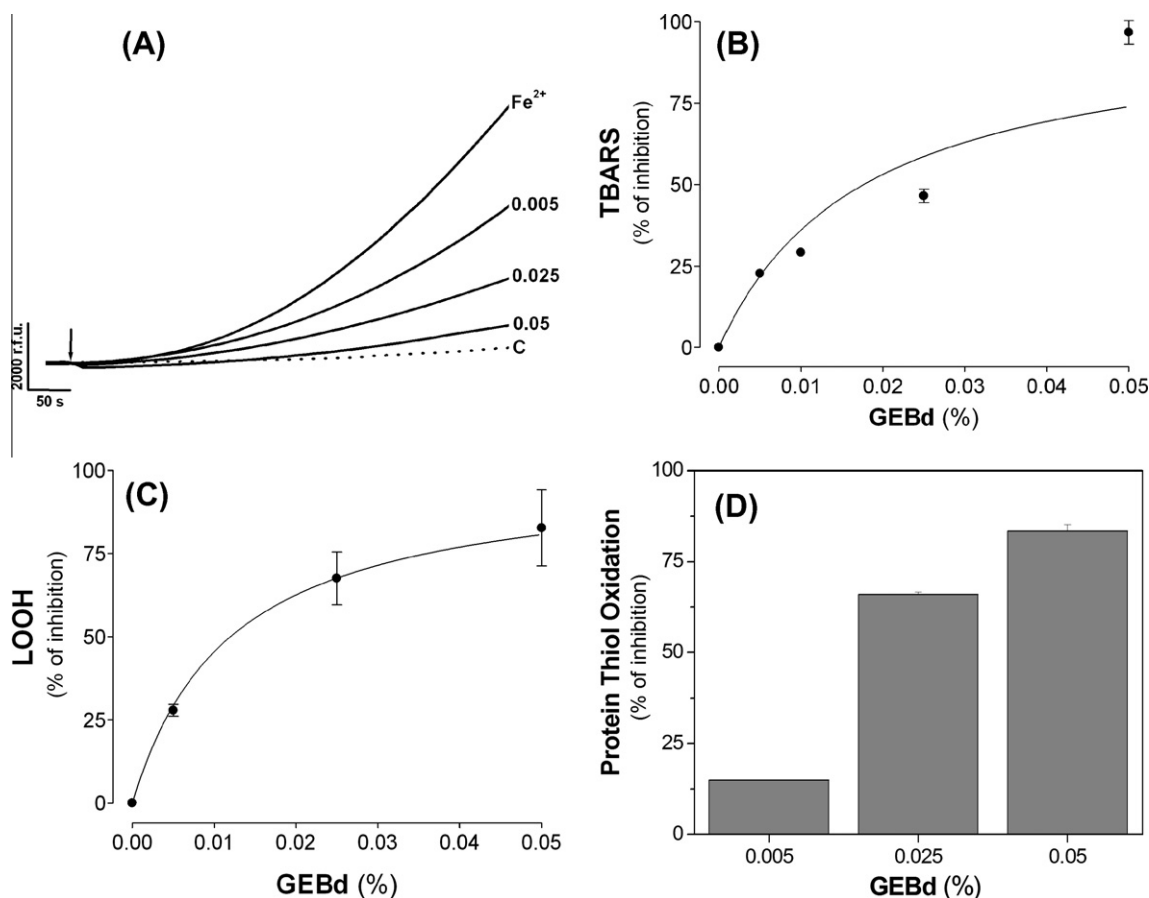 (A)
Fe2+
0.005
0.025
0.05
C
2000 r.f.u.
50 s
(B)
TBARS
(% of inhibition)
100
75
50
25
0
0.00 0.01 0.02 0.03 0.04 0.05
GEBd (%)
(C)
LOOH
(% of inhibition)
100
75
50
25
0
0.00 0.01 0.02 0.03 0.04 0.05
GEBd (%)
(D)
Protein Thiol Oxidation
(% of inhibition)
100
75
50
25
0
0.005 0.025 0.05
GEBd (%)